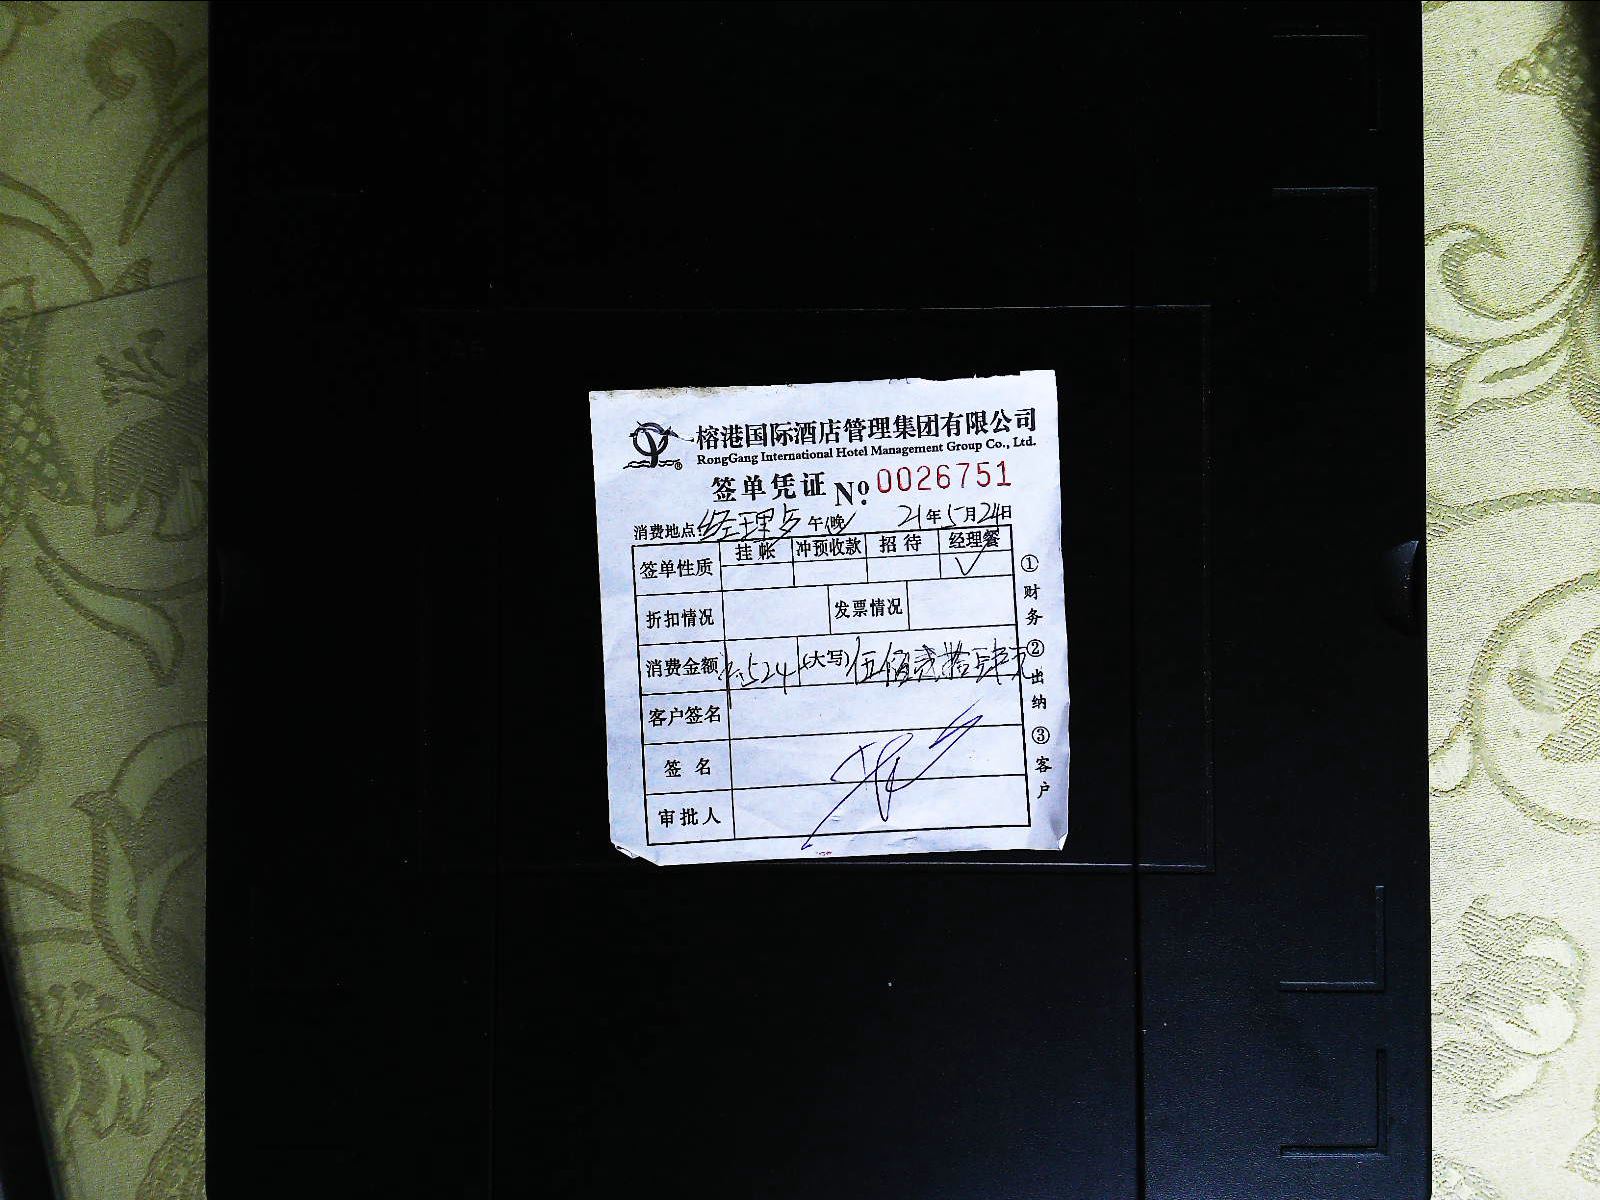 榕港国际酒店管理集团有限公司
RongGang International Hotel Management Group Co., Ltd.
®
签单凭证 Nº 0026751
消费地点: 经理 午(晚) 21年5月24日
签单性质 挂帐 冲预收款 招待 经理餐
✓
折扣情况 发票情况
消费金额 524 (大写) 伍佰贰拾肆元
客户签名
签名
审批人
①财务 ②出纳 ③客户